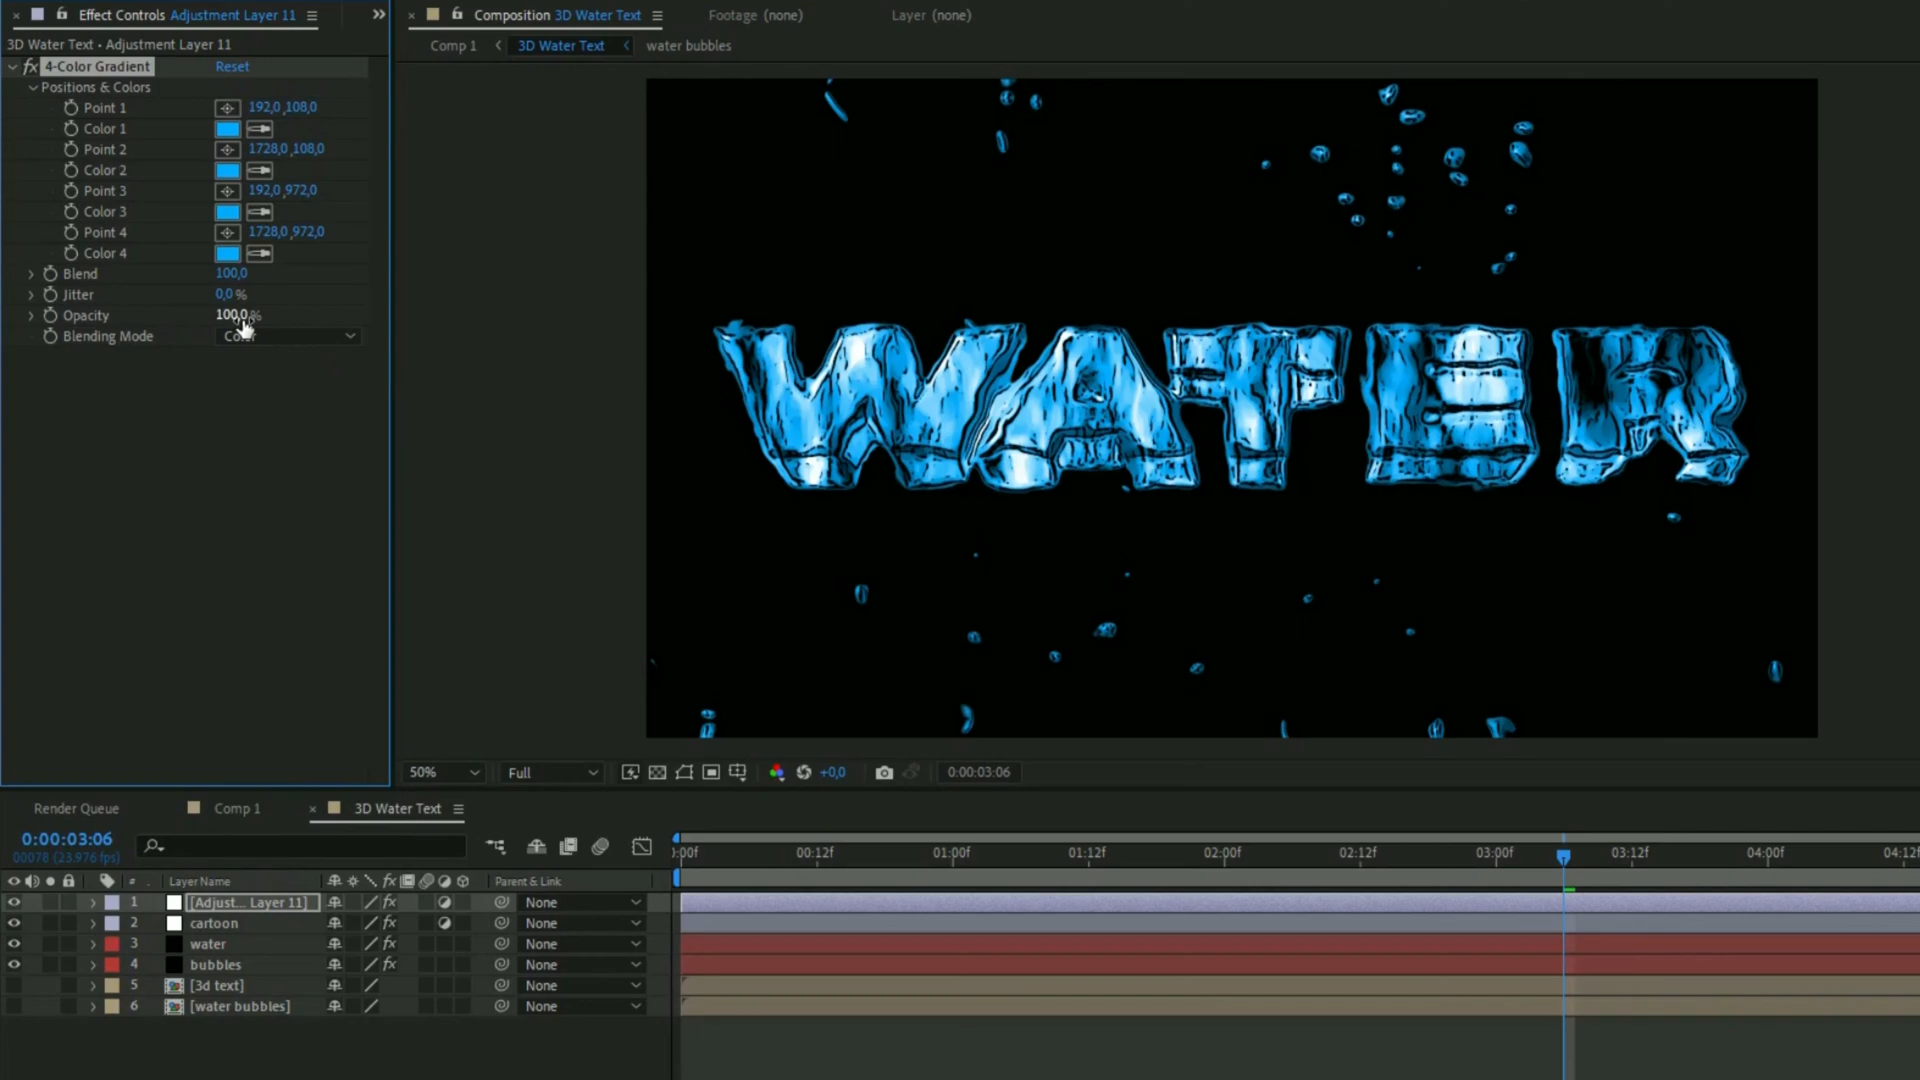 Effect Controls Adjustment Layer 11
3D Water Text • Adjustment Layer 11
fx 4-Color Gradient Reset
Positions & Colors
Point 1 192,0,108,0
Color 1
Point 2 1728,0,108,0
Color 2
Point 3 192,0,972,0
Color 3
Point 4 1728,0,972,0
Color 4
Blend 100,0
Jitter 0,0 %
Opacity 100,0 %
Blending Mode Color
Composition 3D Water Text
Footage (none)
Layer (none)
Comp 1
3D Water Text
water bubbles
WATER
50%
Full
+0,0
0:00:03:06
Render Queue
Comp 1
3D Water Text
0:00:03:06
00078 (23.976 fps)
:00f 00:12f 01:00f 01:12f 02:00f 02:12f 03:00f 03:12f 04:00f 04:12f
# Layer Name fx Parent & Link
1 [Adjust... Layer 11] fx None
2 cartoon None
3 water fx None
4 bubbles fx None
5 [3d text] None
6 [water bubbles] None